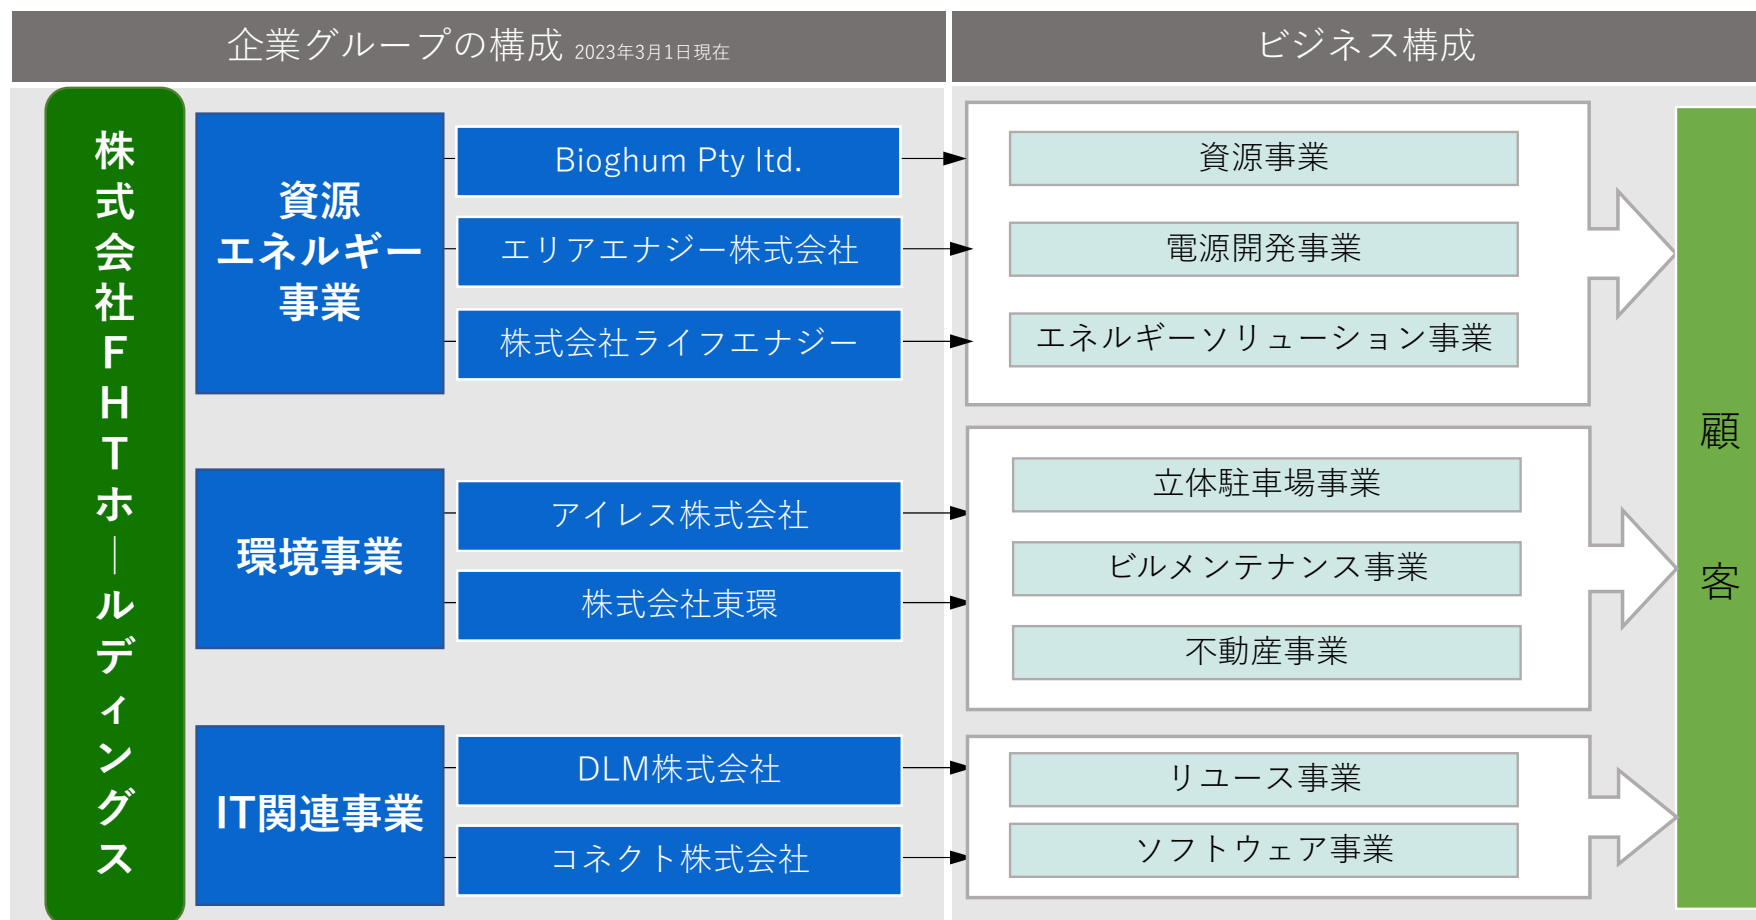 企業グループの構成 2023年3月1日現在
ビジネス構成
株式会社FHTホールディングス
資源
エネルギー
事業
Bioghum Pty ltd.
エリアエナジー株式会社
株式会社ライフエナジー
資源事業
電源開発事業
エネルギーソリューション事業
環境事業
アイレス株式会社
株式会社東環
立体駐車場事業
ビルメンテナンス事業
不動産事業
IT関連事業
DLM株式会社
コネクト株式会社
リユース事業
ソフトウェア事業
顧客